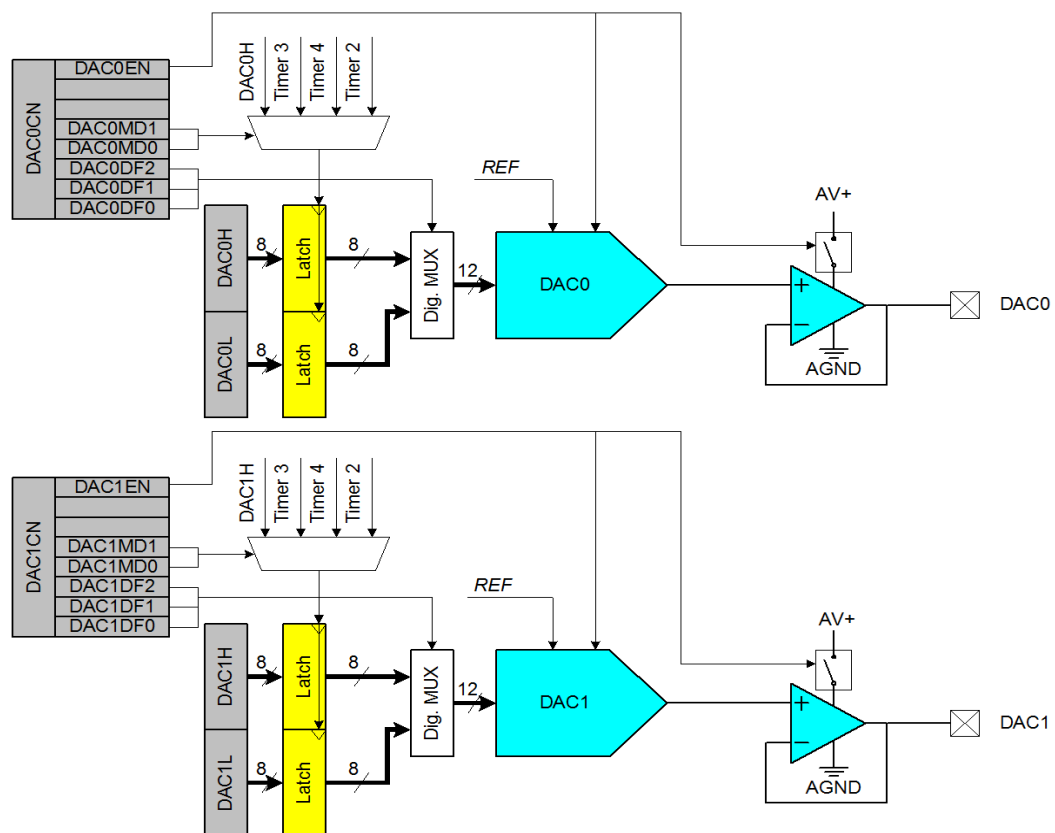 DAC0CN
DAC0EN
DAC0MD1
DAC0MD0
DAC0DF2
DAC0DF1
DAC0DF0
DAC0H
Timer 3
Timer 4
Timer 2
DAC0H
DAC0L
8
8
Latch
Latch
8
8
Dig. MUX
12
REF
DAC0
AV+
+
−
AGND
DAC0
DAC1CN
DAC1EN
DAC1MD1
DAC1MD0
DAC1DF2
DAC1DF1
DAC1DF0
DAC1H
Timer 3
Timer 4
Timer 2
DAC1H
DAC1L
8
8
Latch
Latch
8
8
Dig. MUX
12
REF
DAC1
AV+
+
−
AGND
DAC1